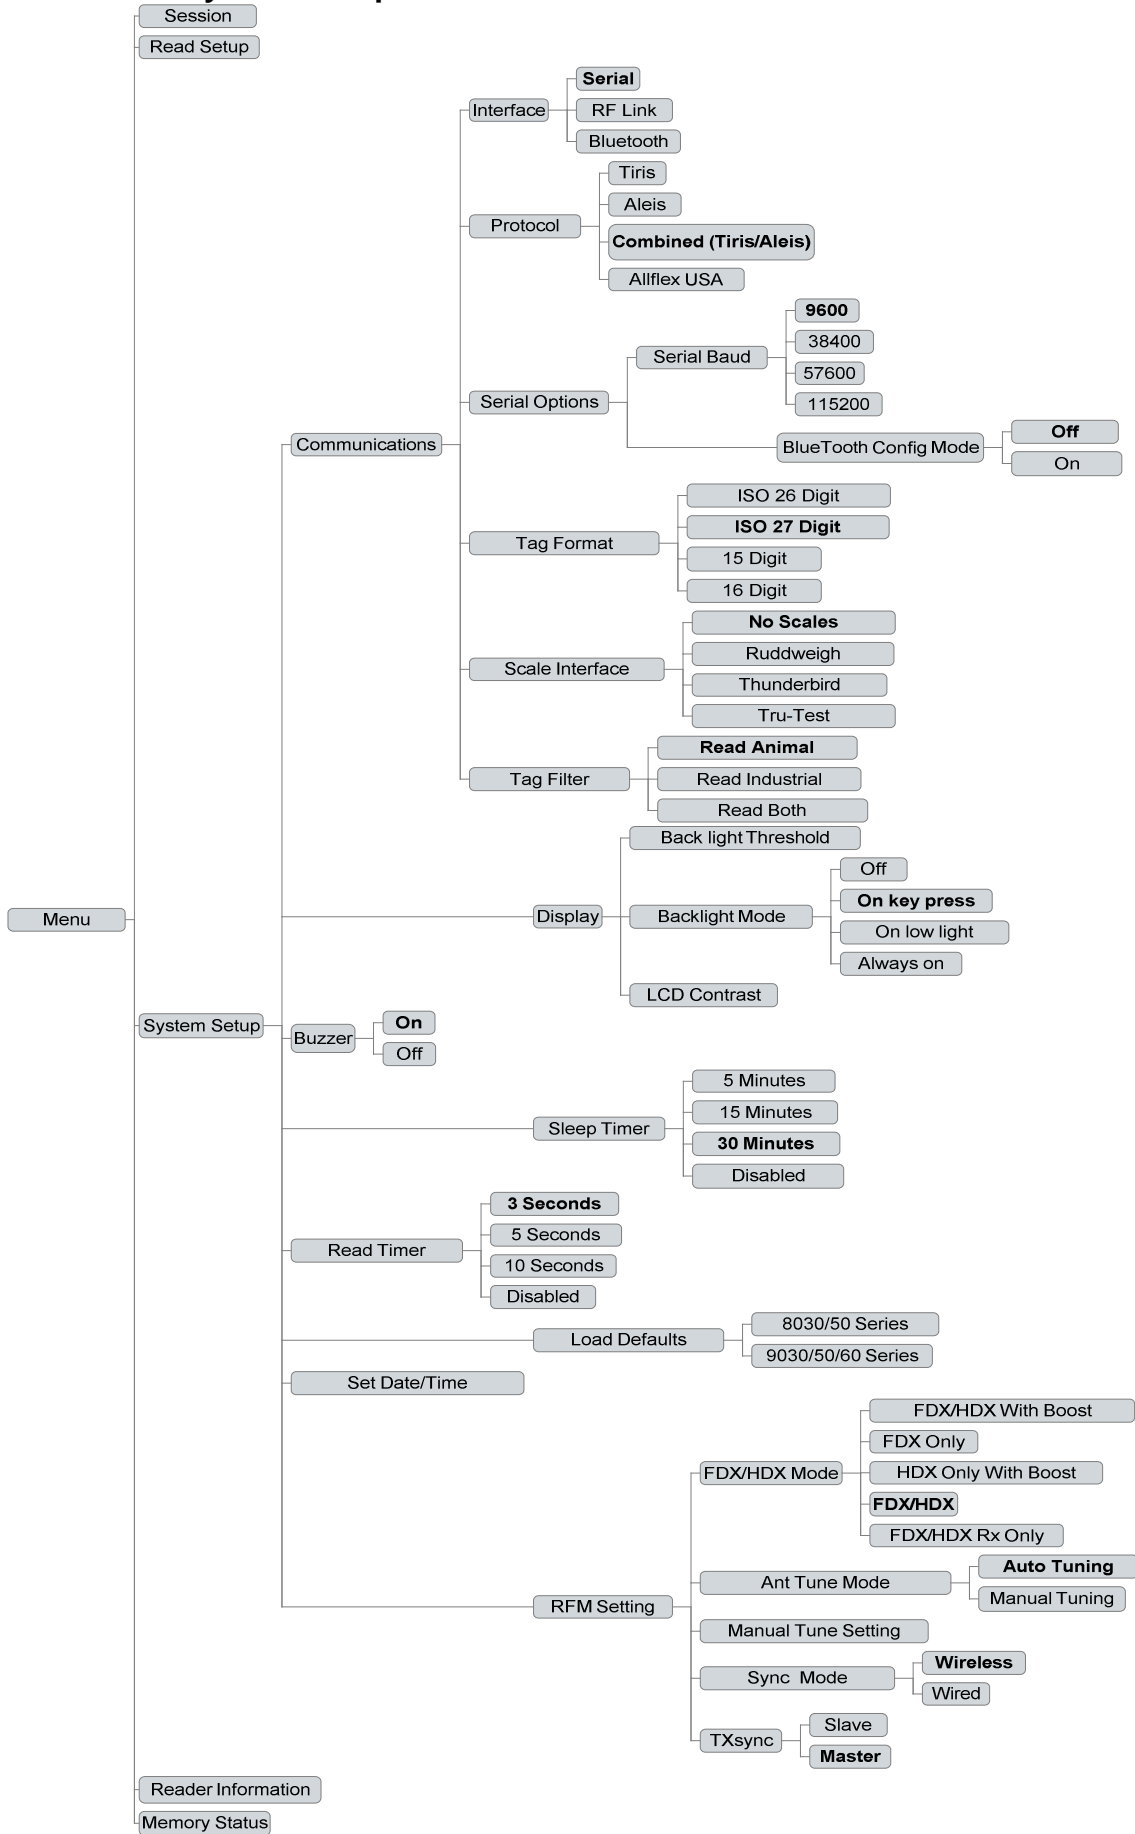 Session
Read Setup
Serial
Interface
RF Link
Bluetooth
Tiris
Aleis
Protocol
Combined (Tiris/Aleis)
Allflex USA
9600
38400
Serial Baud
57600
115200
Serial Options
Off
Communications
BlueTooth Config Mode
On
ISO 26 Digit
ISO 27 Digit
Tag Format
15 Digit
16 Digit
No Scales
Ruddweigh
Scale Interface
Thunderbird
Tru-Test
Read Animal
Tag Filter
Read Industrial
Read Both
Back light Threshold
Off
On key press
Menu
Display
Backlight Mode
On low light
Always on
LCD Contrast
System Setup
On
Buzzer
Off
5 Minutes
15 Minutes
Sleep Timer
30 Minutes
Disabled
3 Seconds
5 Seconds
Read Timer
10 Seconds
Disabled
8030/50 Series
Load Defaults
9030/50/60 Series
Set Date/Time
FDX/HDX With Boost
FDX Only
FDX/HDX Mode
HDX Only With Boost
FDX/HDX
FDX/HDX Rx Only
Auto Tuning
Ant Tune Mode
Manual Tuning
RFM Setting
Manual Tune Setting
Wireless
Sync Mode
Wired
Slave
TXsync
Master
Reader Information
Memory Status